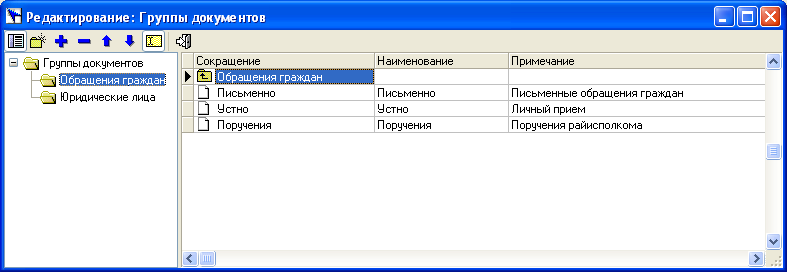 Редактирование: Группы документов
Группы документов
Обращения граждан
Юридические лица
Сокращение Наименование Примечание
Обращения граждан
Письменно Письменно Письменные обращения граждан
Устно Устно Личный прием
Поручения Поручения Поручения райисполкома